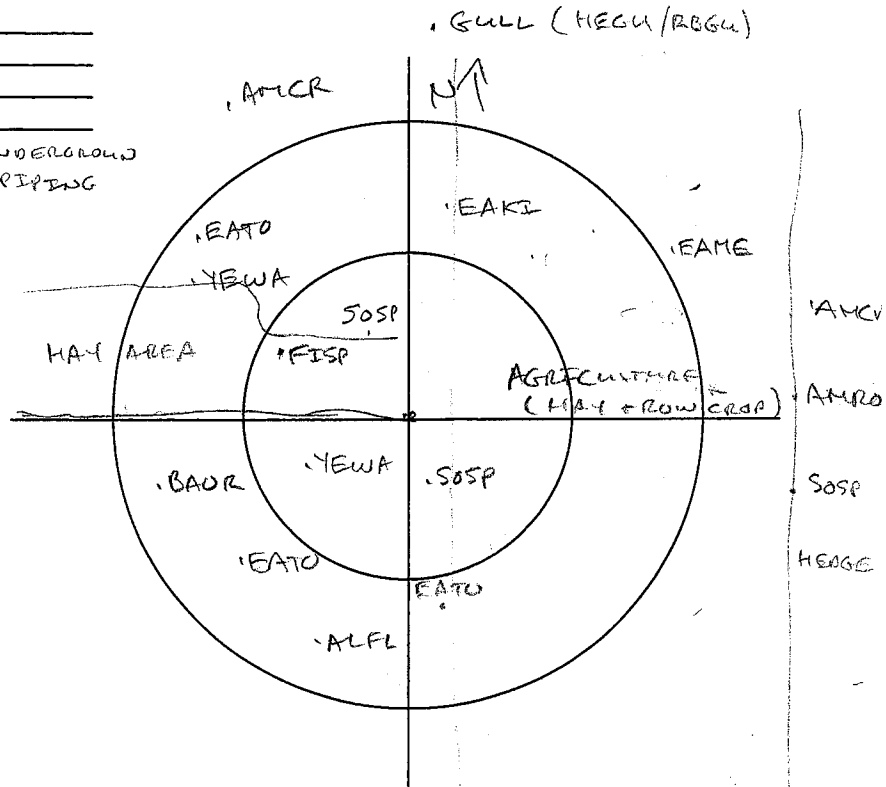 . GULL (HEGU/RBGU)
. AMCR
N
NDERGROUN
PIPING
. EAKI
. EATO
. EAME
. YEWA
SOSP
HAY AREA
. FISP
AGRICULTURE
(HAY + ROW CROP)
. AMRO
. YEWA
. SOSP
. BAOR
. SOSP
. EATO
HEDGE
EATO
. ALFL